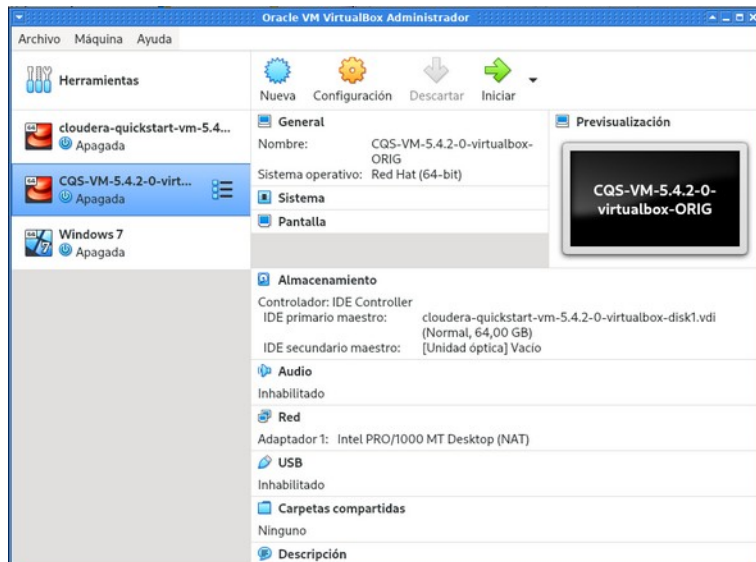 Oracle VM VirtualBox Administrador
Archivo Máquina Ayuda
Herramientas
64
cloudera-quickstart-vm-5.4...
Apagada
64
CQS-VM-5.4.2-0-virt...
Apagada
64
Windows 7
Apagada
Nueva Configuración Descartar Iniciar
General
Nombre: CQS-VM-5.4.2-0-virtualbox-
ORIG
Sistema operativo: Red Hat (64-bit)
Sistema
Pantalla
Previsualización
CQS-VM-5.4.2-0-
virtualbox-ORIG
Almacenamiento
Controlador: IDE Controller
IDE primario maestro: cloudera-quickstart-vm-5.4.2-0-virtualbox-disk1.vdi
(Normal, 64,00 GB)
IDE secundario maestro: [Unidad óptica] Vacío
Audio
Inhabilitado
Red
Adaptador 1: Intel PRO/1000 MT Desktop (NAT)
USB
Inhabilitado
Carpetas compartidas
Ninguno
Descripción